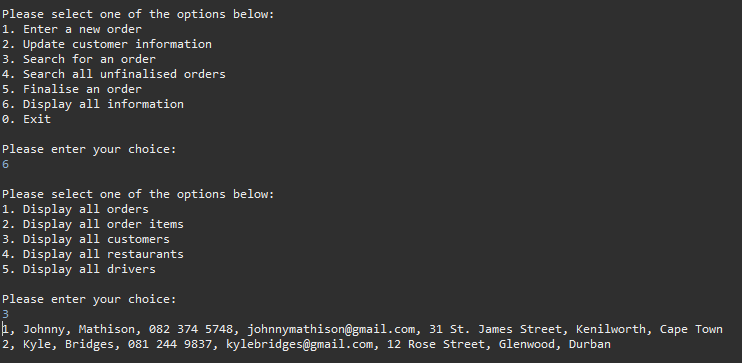 Please select one of the options below:
1. Enter a new order
2. Update customer information
3. Search for an order
4. Search all unfinalised orders
5. Finalise an order
6. Display all information
0. Exit
Please enter your choice:
6
Please select one of the options below:
1. Display all orders
2. Display all order items
3. Display all customers
4. Display all restaurants
5. Display all drivers
Please enter your choice:
3
1, Johnny, Mathison, 082 374 5748, johnnymathison@gmail.com, 31 St. James Street, Kenilworth, Cape Town
2, Kyle, Bridges, 081 244 9837, kylebridges@gmail.com, 12 Rose Street, Glenwood, Durban